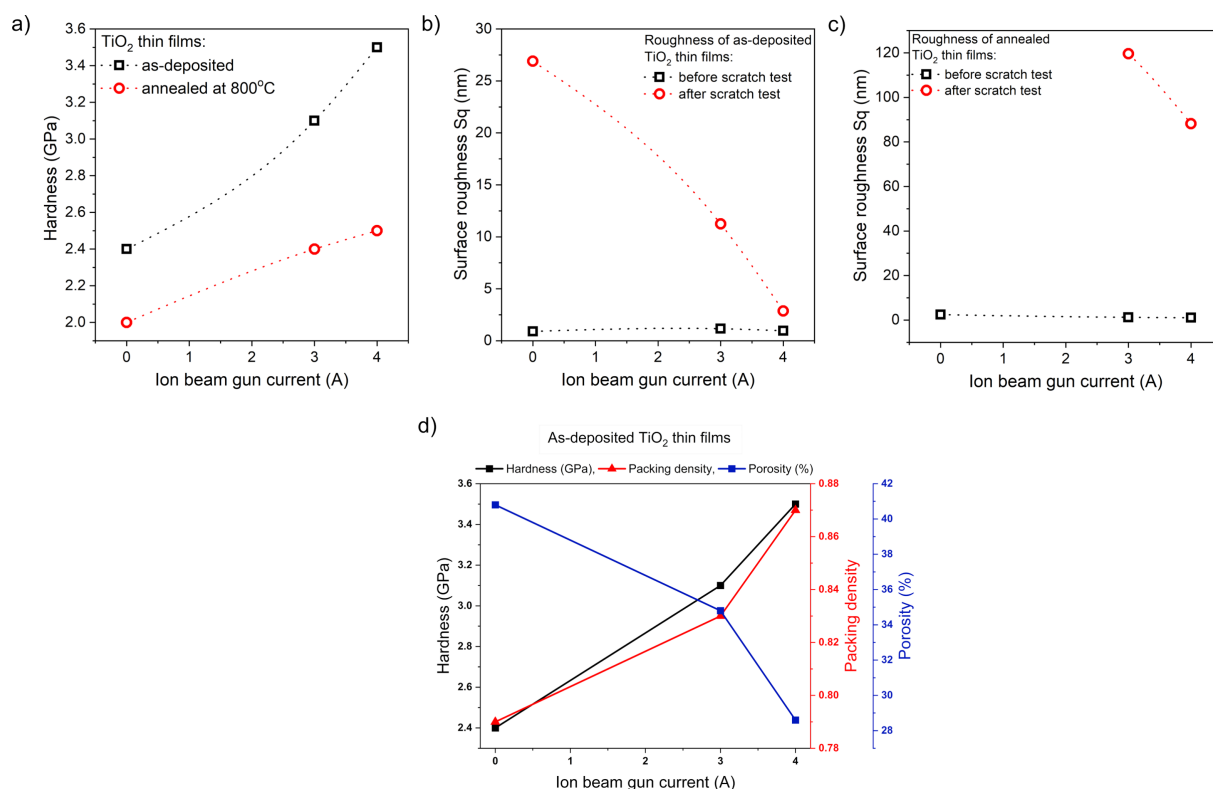 a)
TiO2 thin films:
as-deposited
annealed at 800°C
Hardness (GPa)
3.6
3.4
3.2
3.0
2.8
2.6
2.4
2.2
2.0
0
1
2
3
4
Ion beam gun current (A)
b)
Roughness of as-deposited
TiO2 thin films:
before scratch test
after scratch test
Surface roughness Sq (nm)
30
25
20
15
10
5
0
0
1
2
3
4
Ion beam gun current (A)
c)
Roughness of annealed
TiO2 thin films:
before scratch test
after scratch test
Surface roughness Sq (nm)
120
100
80
60
40
20
0
0
1
2
3
4
Ion beam gun current (A)
d)
As-deposited TiO2 thin films
Hardness (GPa), Packing density, Porosity (%)
Hardness (GPa)
3.6
3.4
3.2
3.0
2.8
2.6
2.4
0
1
2
3
4
Ion beam gun current (A)
0.88
0.86
0.84
0.82
0.80
0.78
Packing density
42
40
38
36
34
32
30
28
Porosity (%)